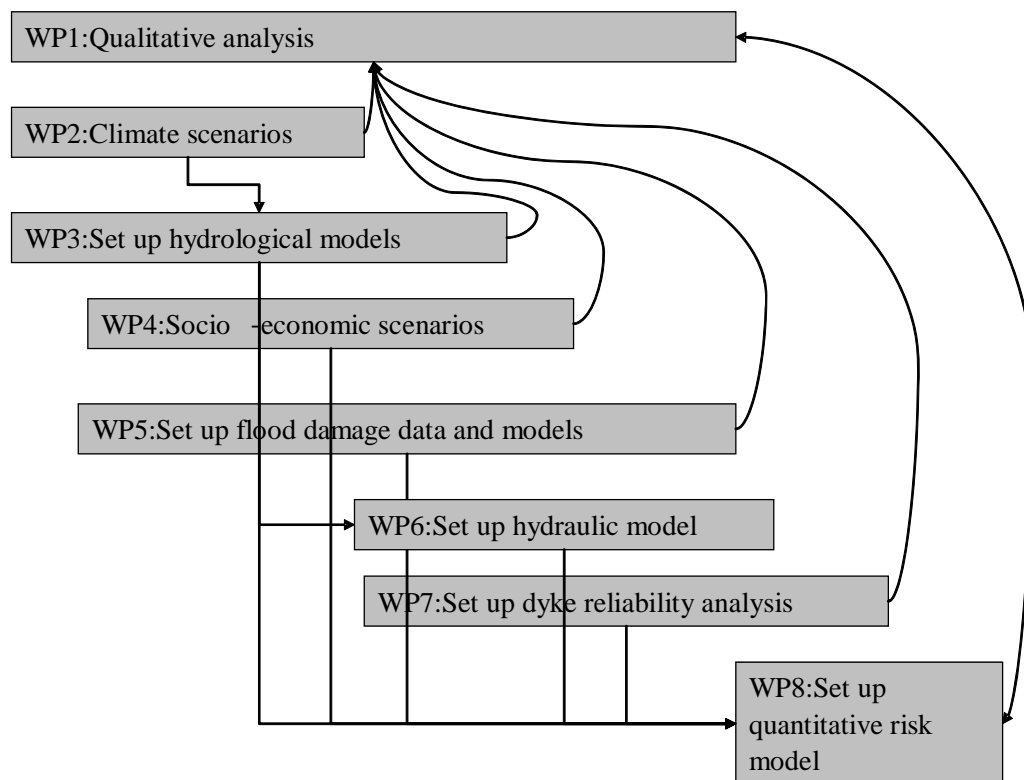 WP1:Qualitative analysis
WP2:Climate scenarios
WP3:Set up hydrological models
WP4:Socio -economic scenarios
WP5:Set up flood damage data and models
WP6:Set up hydraulic model
WP7:Set up dyke reliability analysis
WP8:Set up
quantitative risk
model